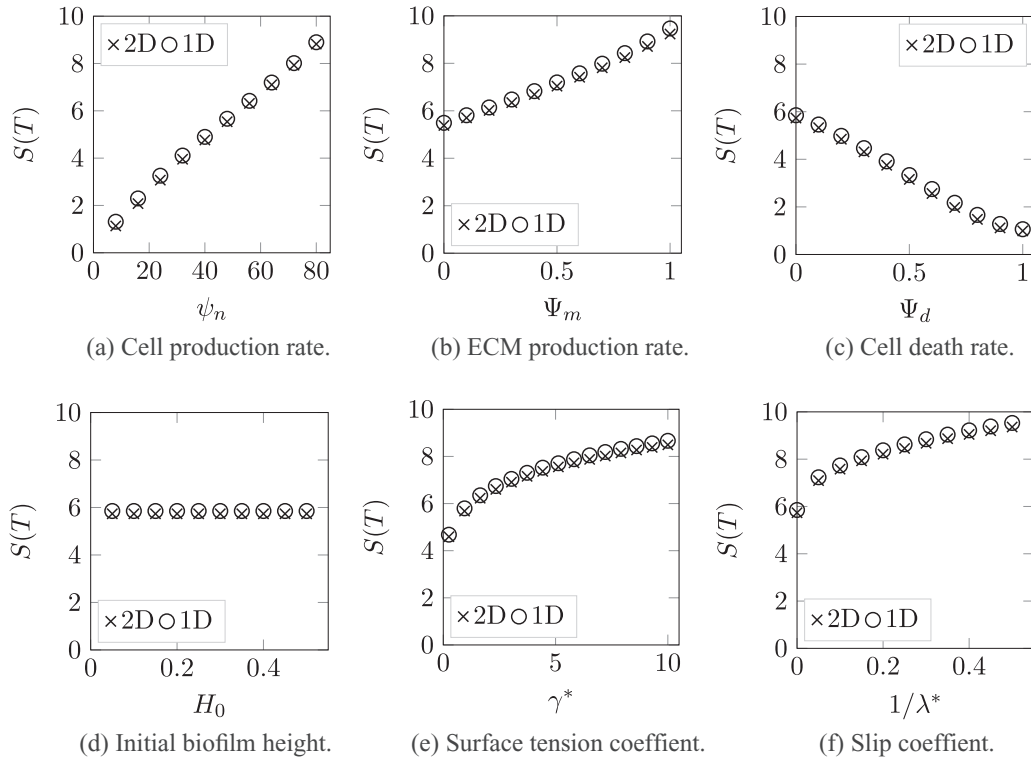 10
8
6
4
2
0
S(T)
× 2D ○ 1D
0 20 40 60 80
ψ_n
(a) Cell production rate.
10
8
6
4
2
0
S(T)
× 2D ○ 1D
0 0.5 1
Ψ_m
(b) ECM production rate.
10
8
6
4
2
0
S(T)
× 2D ○ 1D
0 0.5 1
Ψ_d
(c) Cell death rate.
10
8
6
4
2
0
S(T)
× 2D ○ 1D
0 0.2 0.4
H_0
(d) Initial biofilm height.
10
8
6
4
2
0
S(T)
× 2D ○ 1D
0 5 10
γ*
(e) Surface tension coeffient.
10
8
6
4
2
0
S(T)
× 2D ○ 1D
0 0.2 0.4
1/λ*
(f) Slip coeffient.